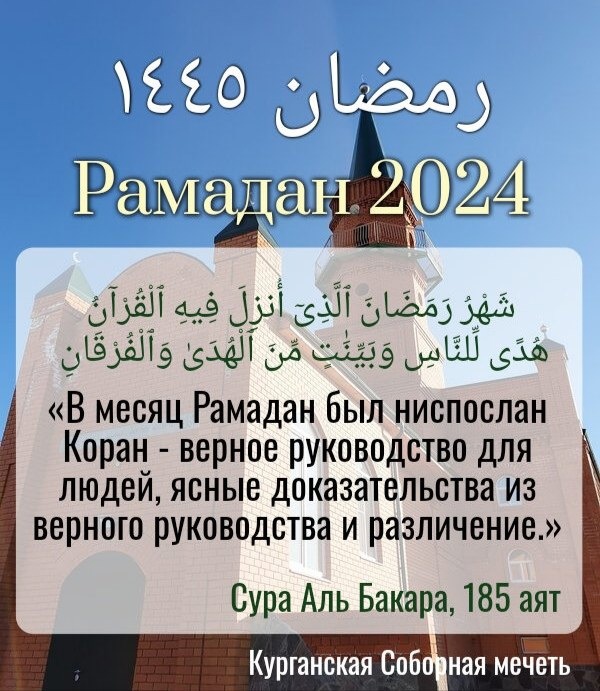 رمضان ١٤٤٥
Рамадан 2024
شَهْرُ رَمَضَانَ ٱلَّذِىٓ أُنزِلَ فِيهِ ٱلْقُرْآنُ
هُدًى لِّلنَّاسِ وَبَيِّنَٰتٍ مِّنَ ٱلْهُدَىٰ وَٱلْفُرْقَانِ
«В месяц Рамадан был ниспослан
Коран - верное руководство для
людей, ясные доказательства из
верного руководства и различение.»
Сура Аль Бакара, 185 аят
Курганская Соборная мечеть